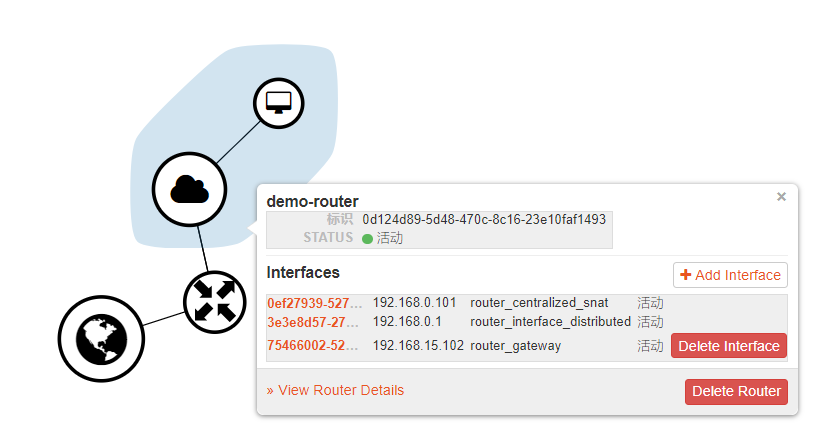 demo-router ×
标识 0d124d89-5d48-470c-8c16-23e10faf1493
STATUS 活动
Interfaces Add Interface
0ef27939-527... 192.168.0.101 router_centralized_snat 活动
3e3e8d57-27... 192.168.0.1 router_interface_distributed 活动
75466002-52... 192.168.15.102 router_gateway 活动 Delete Interface
» View Router Details Delete Router